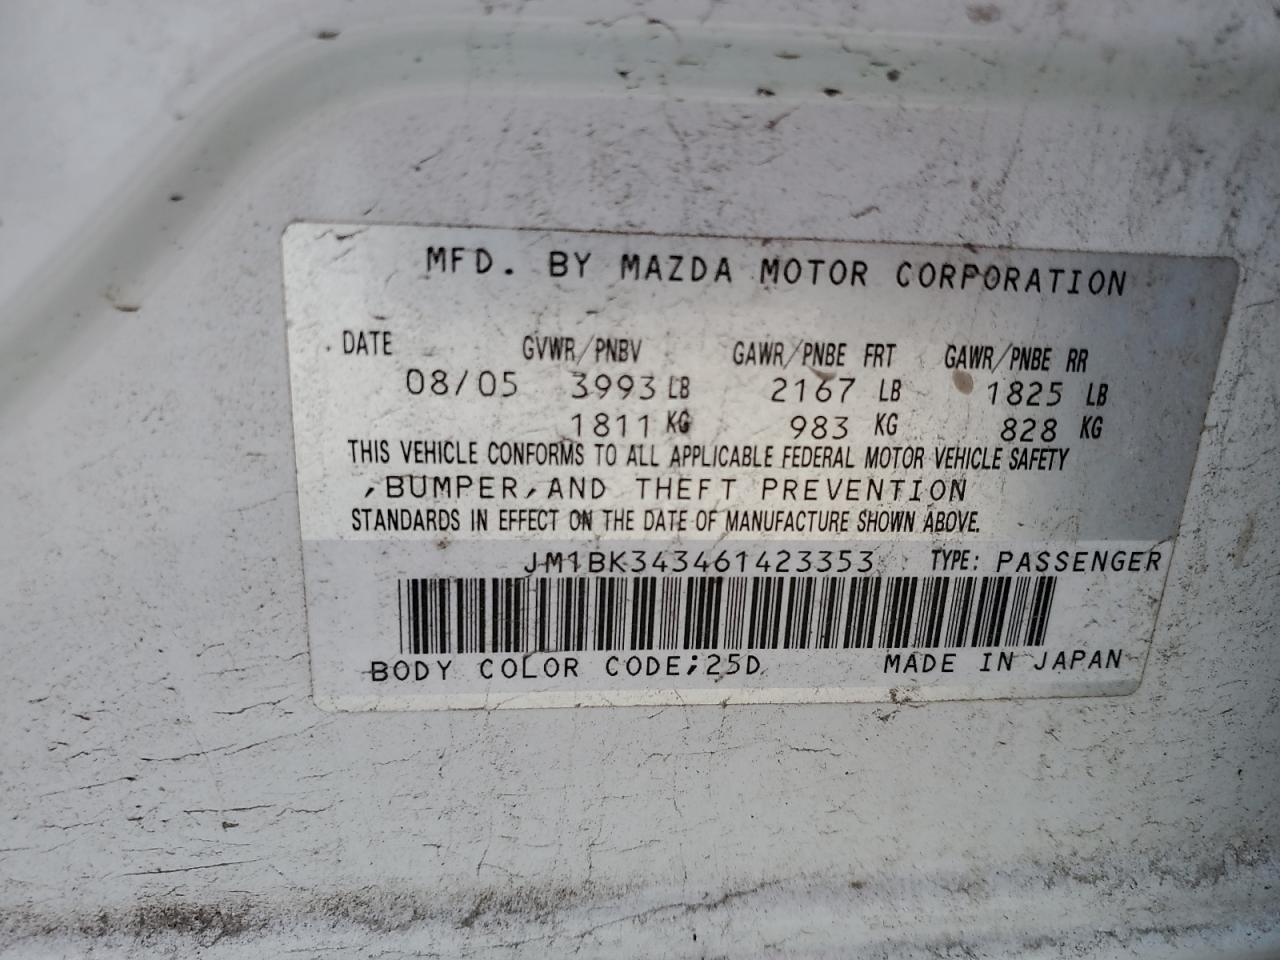 MFD. BY MAZDA MOTOR CORPORATION
DATE GVWR/PNBV GAWR/PNBE FRT GAWR/PNBE RR
08/05 3993 LB 2167 LB 1825 LB
1811 KG 983 KG 828 KG
THIS VEHICLE CONFORMS TO ALL APPLICABLE FEDERAL MOTOR VEHICLE SAFETY
,BUMPER,AND THEFT PREVENTION
STANDARDS IN EFFECT ON THE DATE OF MANUFACTURE SHOWN ABOVE.
JM1BK343461423353 TYPE: PASSENGER
BODY COLOR CODE;25D MADE IN JAPAN